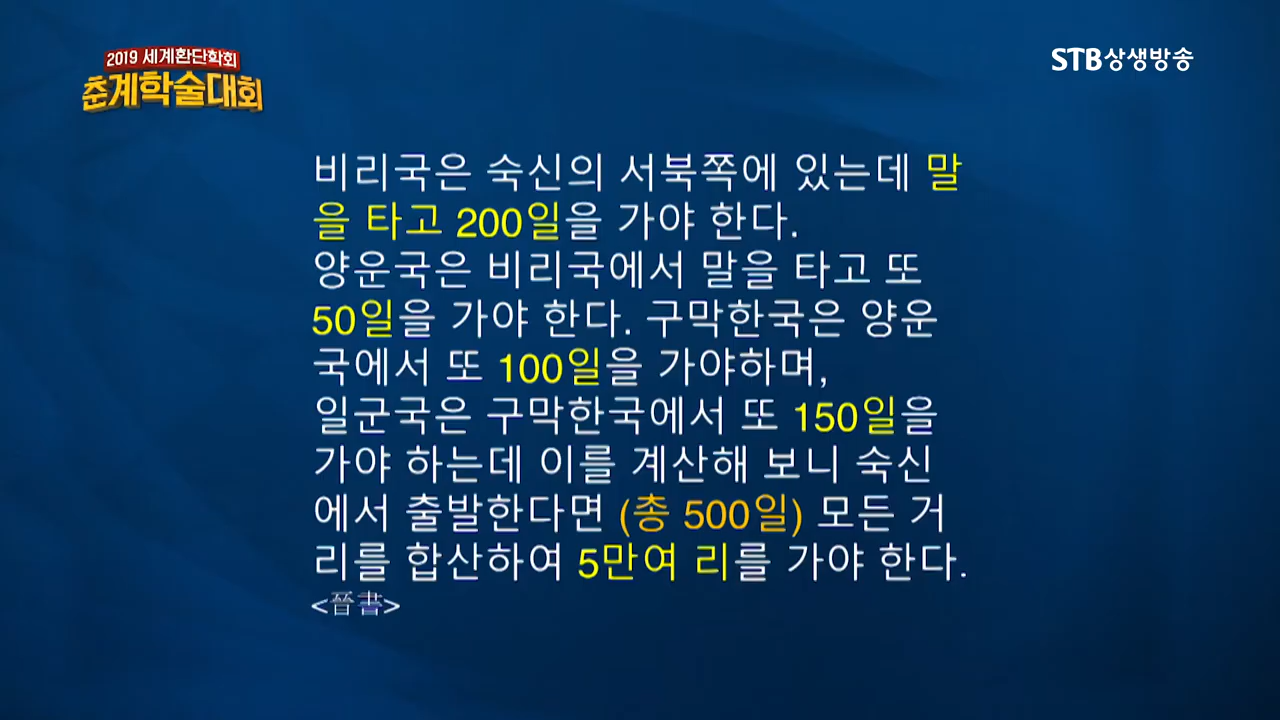 2019 세계환단학회
춘계학술대회
STB상생방송
비리국은 숙신의 서북쪽에 있는데 말
을 타고 200일을 가야 한다.
양운국은 비리국에서 말을 타고 또
50일을 가야 한다. 구막한국은 양운
국에서 또 100일을 가야하며,
일군국은 구막한국에서 또 150일을
가야 하는데 이를 계산해 보니 숙신
에서 출발한다면 (총 500일) 모든 거
리를 합산하여 5만여 리를 가야 한다.
<晉書>